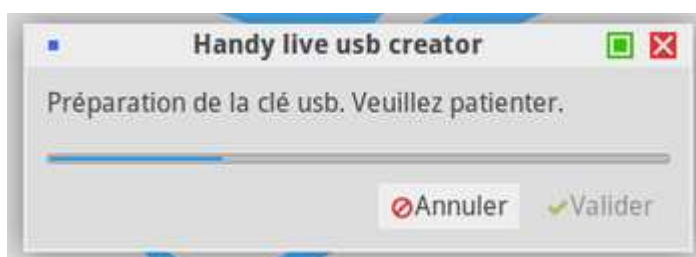 Handy live usb creator
Préparation de la clé usb. Veuillez patienter.
Annuler Valider